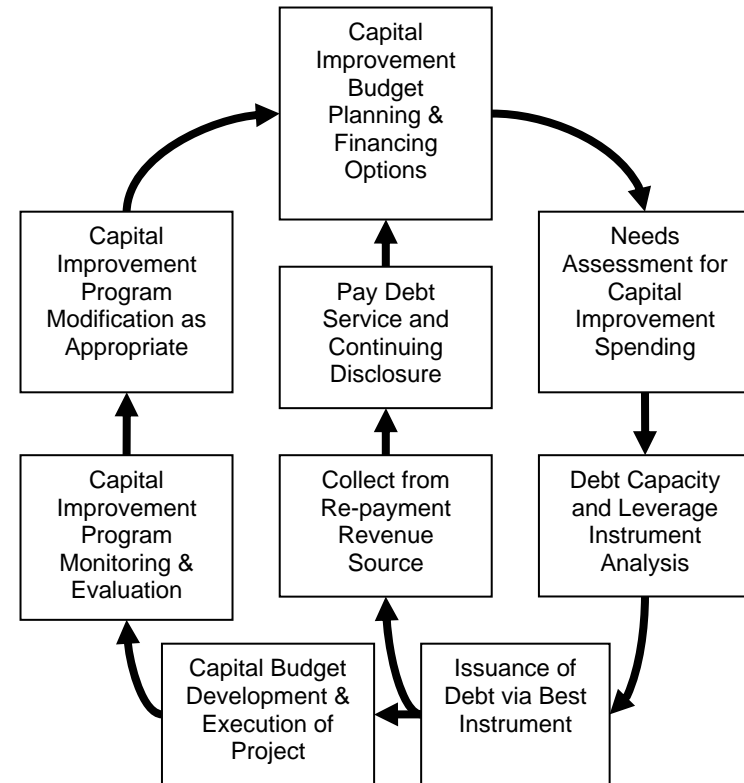 Capital
Improvement
Budget
Planning &
Financing
Options
Capital
Improvement
Program
Modification as
Appropriate
Pay Debt
Service and
Continuing
Disclosure
Needs
Assessment for
Capital
Improvement
Spending
Capital
Improvement
Program
Monitoring &
Evaluation
Collect from
Re-payment
Revenue
Source
Debt Capacity
and Leverage
Instrument
Analysis
Capital Budget
Development &
Execution of
Project
Issuance of
Debt via Best
Instrument